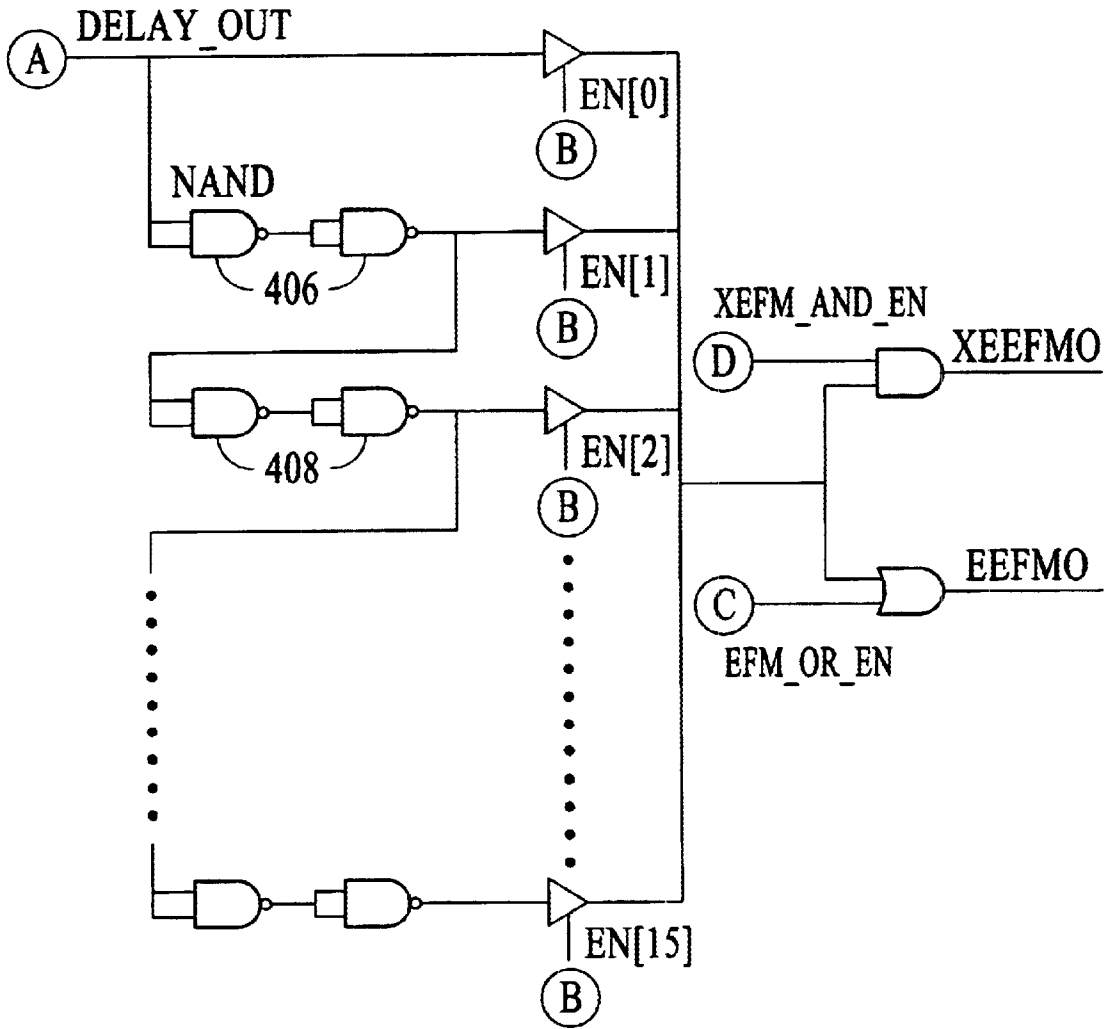 A
DELAY_OUT
EN[0]
B
NAND
406
EN[1]
B
XEFM_AND_EN
D
XEEFMO
408
EN[2]
B
C
EEFMO
EFM_OR_EN
EN[15]
B